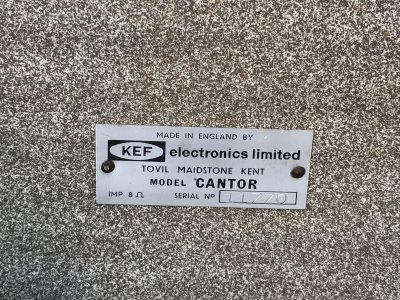 MADE IN ENGLAND BY
KEF electronics limited
TOVIL MAIDSTONE KENT
MODEL CANTOR
IMP 8 Ω SERIAL Nº